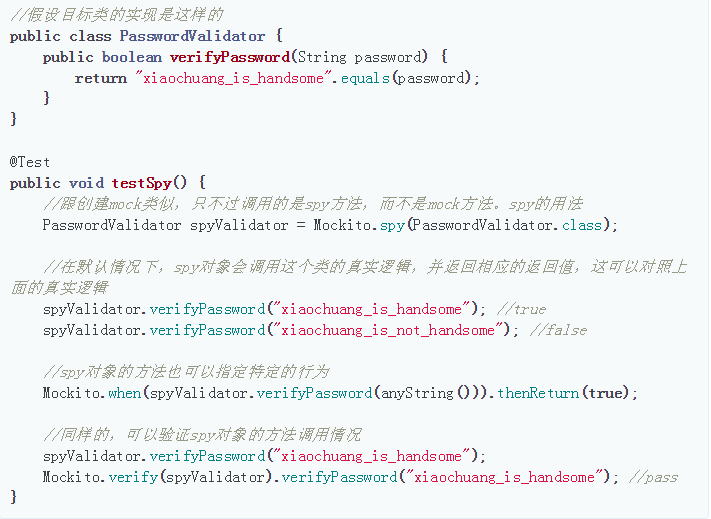 //假设目标类的实现是这样的
public class PasswordValidator {
    public boolean verifyPassword(String password) {
        return "xiaochuang_is_handsome".equals(password);
    }
}

@Test
public void testSpy() {
    //跟创建mock类似，只不过调用的是spy方法，而不是mock方法。spy的用法
    PasswordValidator spyValidator = Mockito.spy(PasswordValidator.class);

    //在默认情况下，spy对象会调用这个类的真实逻辑，并返回相应的返回值，这可以对照上
面的真实逻辑
    spyValidator.verifyPassword("xiaochuang_is_handsome"); //true
    spyValidator.verifyPassword("xiaochuang_is_not_handsome"); //false

    //spy对象的方法也可以指定特定的行为
    Mockito.when(spyValidator.verifyPassword(anyString())).thenReturn(true);

    //同样的，可以验证spy对象的方法调用情况
    spyValidator.verifyPassword("xiaochuang_is_handsome");
    Mockito.verify(spyValidator).verifyPassword("xiaochuang_is_handsome"); //pass
}